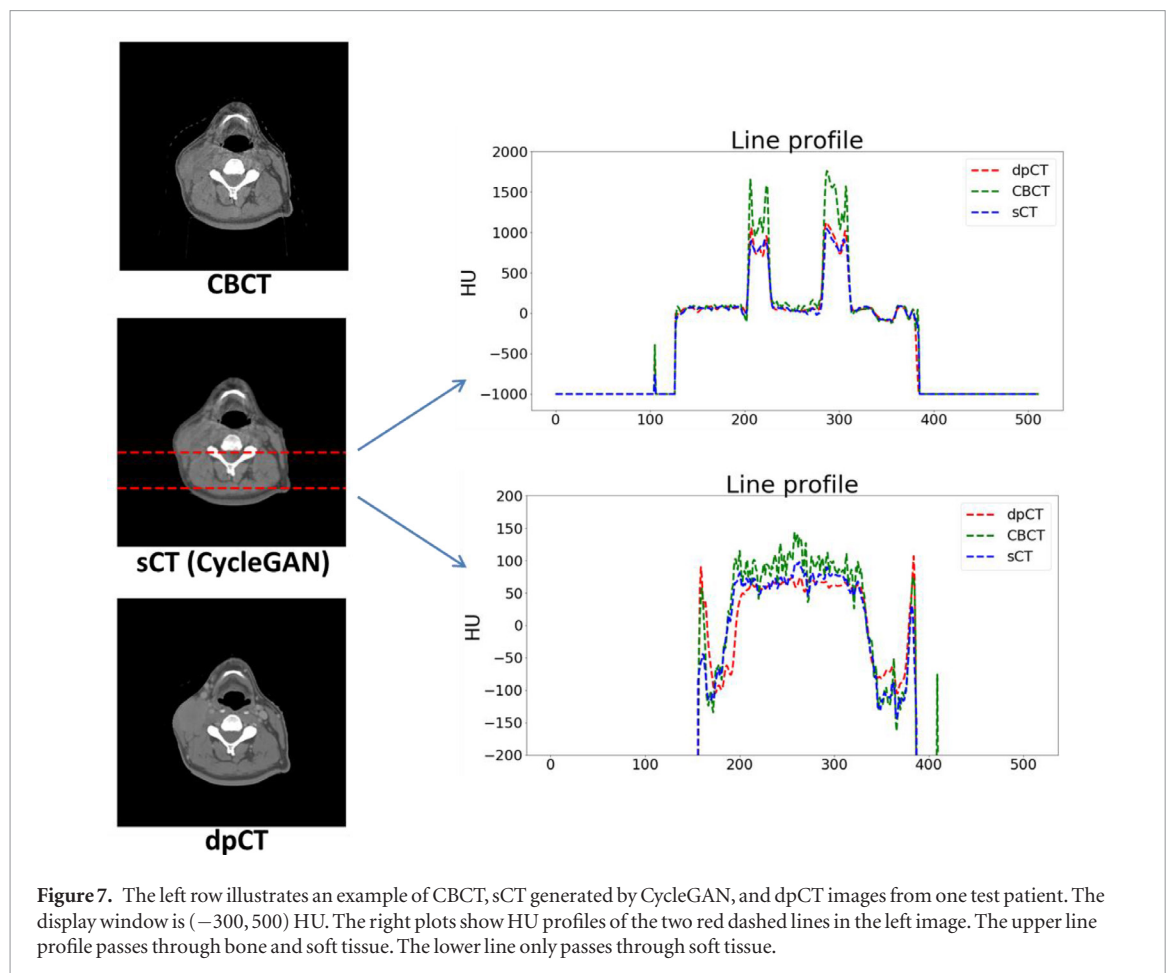 CBCT
sCT (CycleGAN)
dpCT
Line profile
2000
1500
1000
500
0
−500
−1000
HU
dpCT
CBCT
sCT
0 100 200 300 400 500
Line profile
200
150
100
50
0
−50
−100
−150
−200
HU
dpCT
CBCT
sCT
0 100 200 300 400 500
Figure 7. The left row illustrates an example of CBCT, sCT generated by CycleGAN, and dpCT images from one test patient. The
display window is (−300, 500) HU. The right plots show HU profiles of the two red dashed lines in the left image. The upper line
profile passes through bone and soft tissue. The lower line only passes through soft tissue.